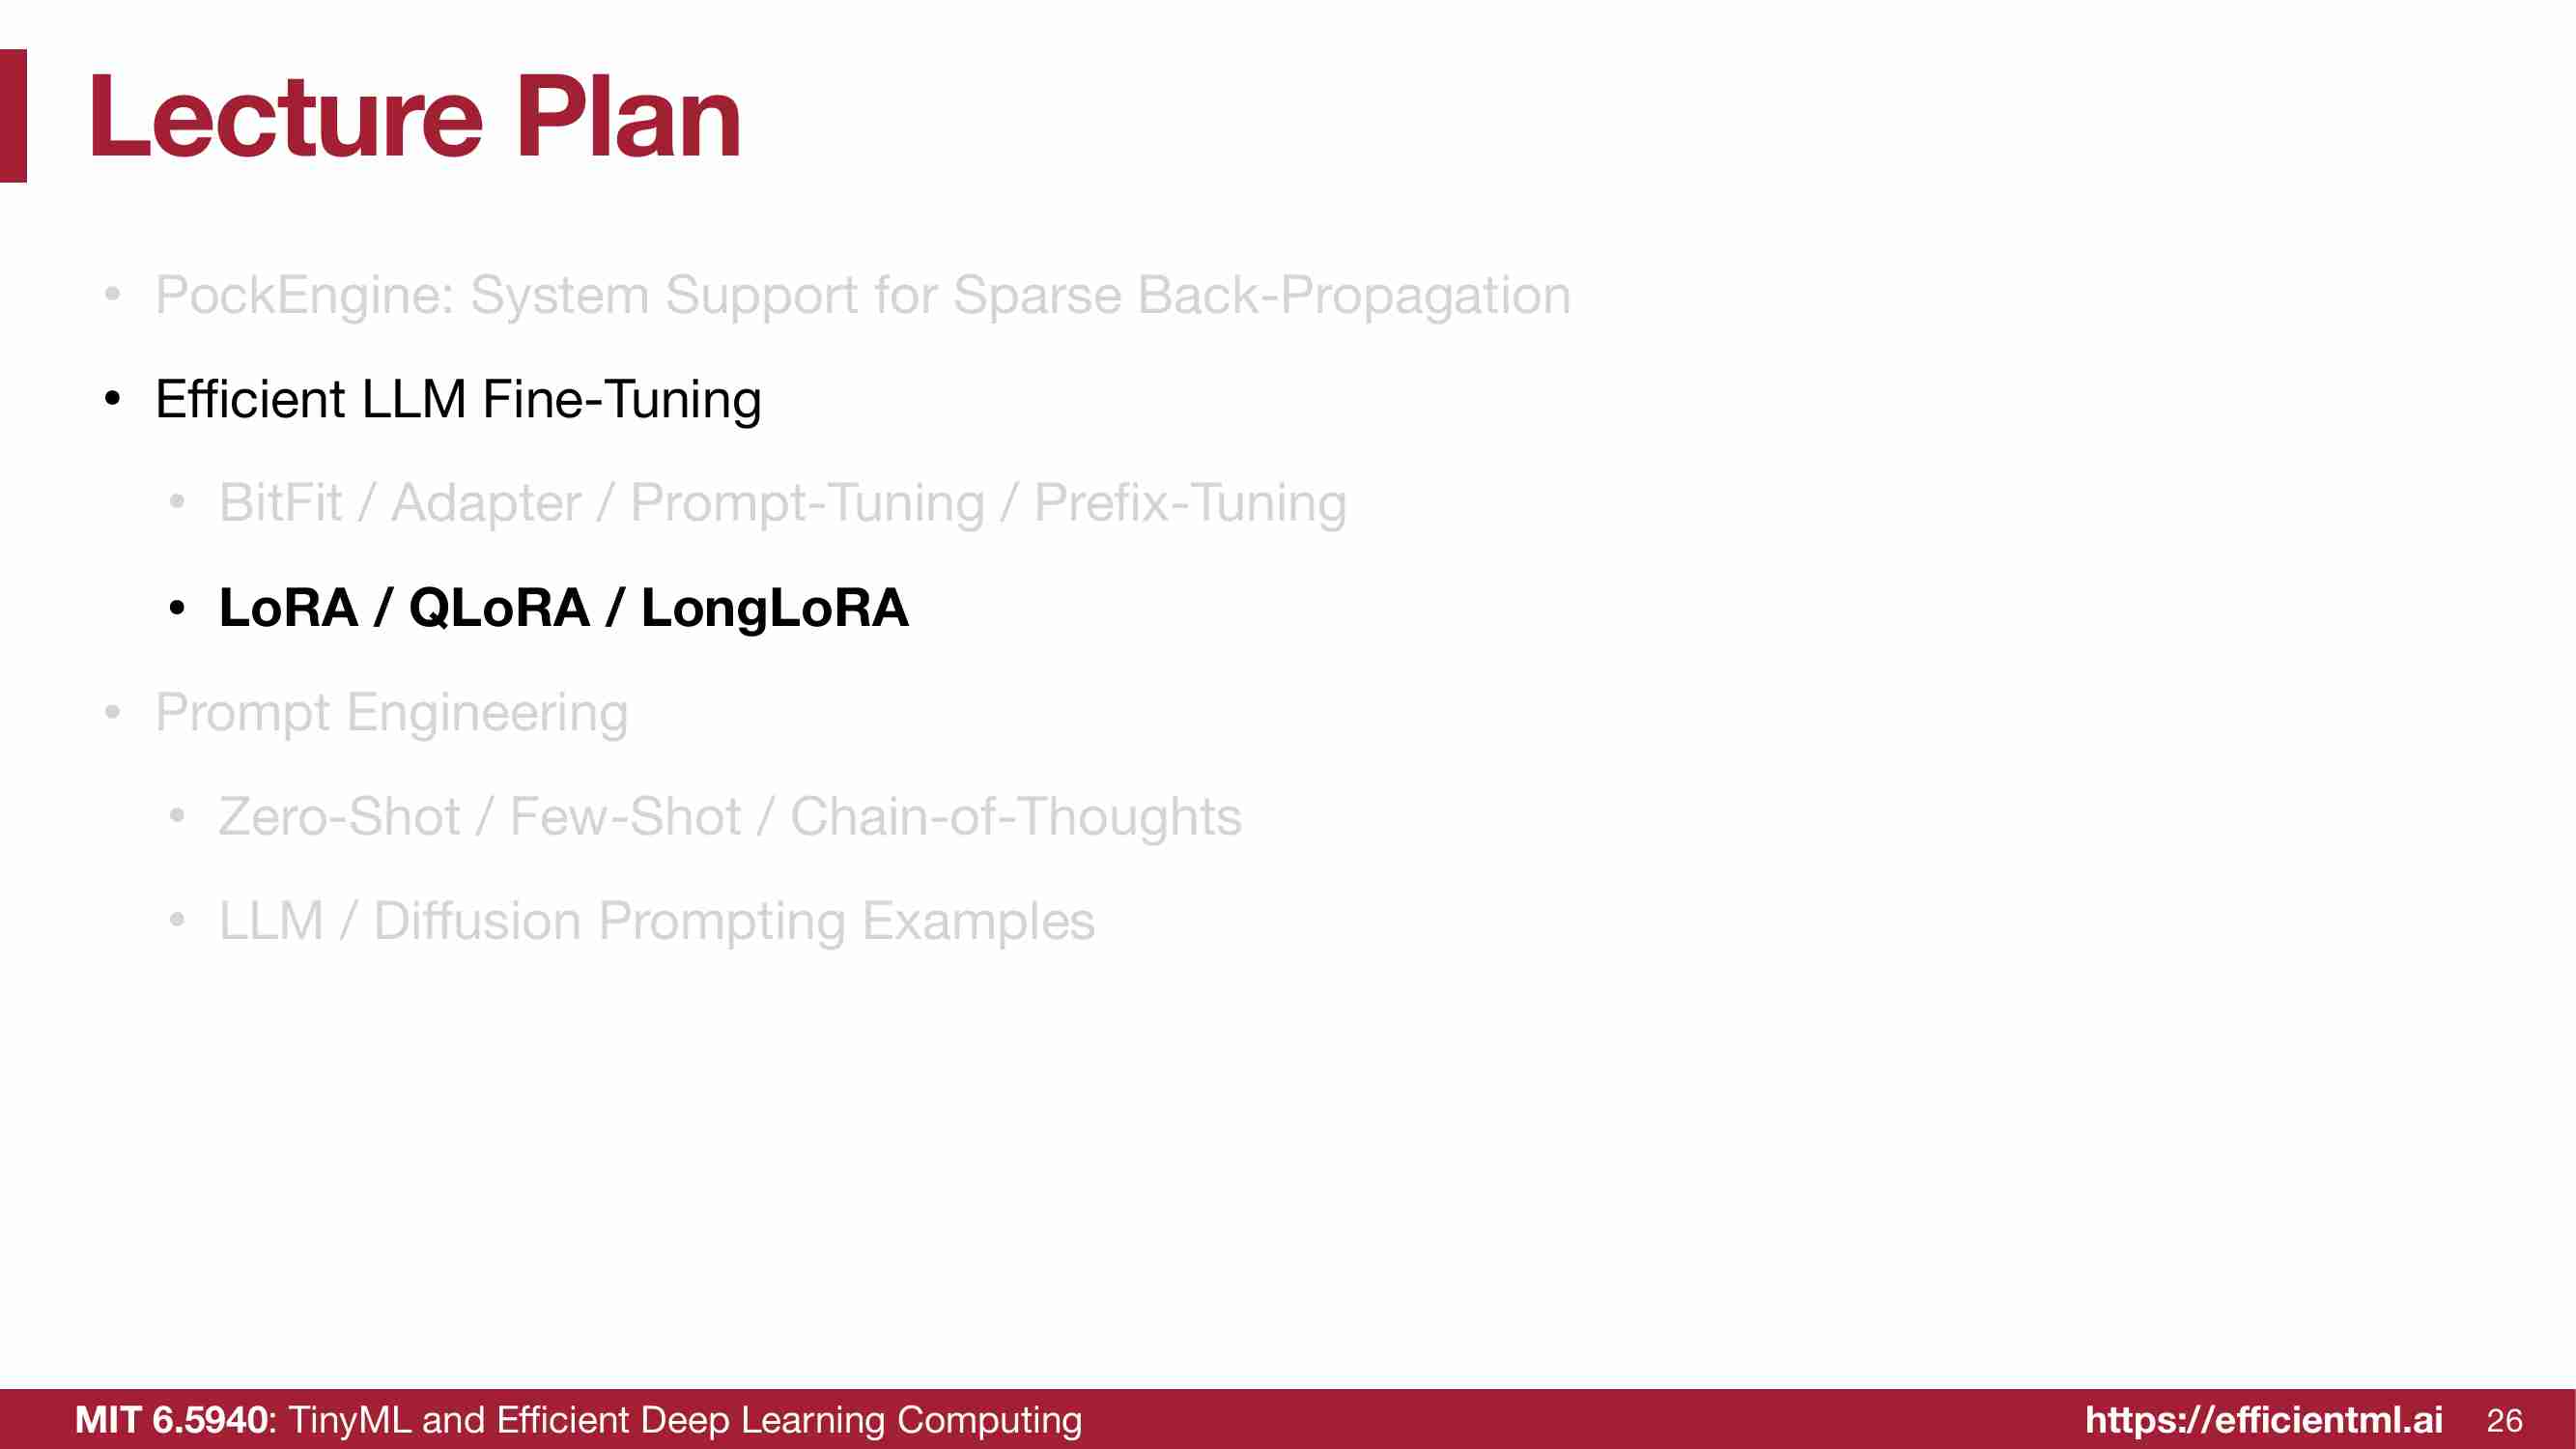 Lecture Plan
• PockEngine: System Support for Sparse Back-Propagation
• Efficient LLM Fine-Tuning
• BitFit / Adapter / Prompt-Tuning / Prefix-Tuning
• LoRA / QLoRA / LongLoRA
• Prompt Engineering
• Zero-Shot / Few-Shot / Chain-of-Thoughts
• LLM / Diffusion Prompting Examples
MIT 6.5940: TinyML and Efficient Deep Learning Computing
https://efficientml.ai 26